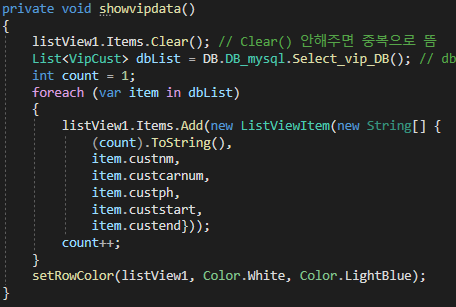 private void showvipdata()
{
listView1.Items.Clear(); // Clear() 안해주면 중복으로 뜸
List<VipCust> dbList = DB.DB_mysql.Select_vip_DB(); // db
int count = 1;
foreach (var item in dbList)
{
listView1.Items.Add(new ListViewItem(new String[] {
(count).ToString(),
item.custnm,
item.custcarnum,
item.custph,
item.custstart,
item.custend}));
count++;
}
setRowColor(listView1, Color.White, Color.LightBlue);
}